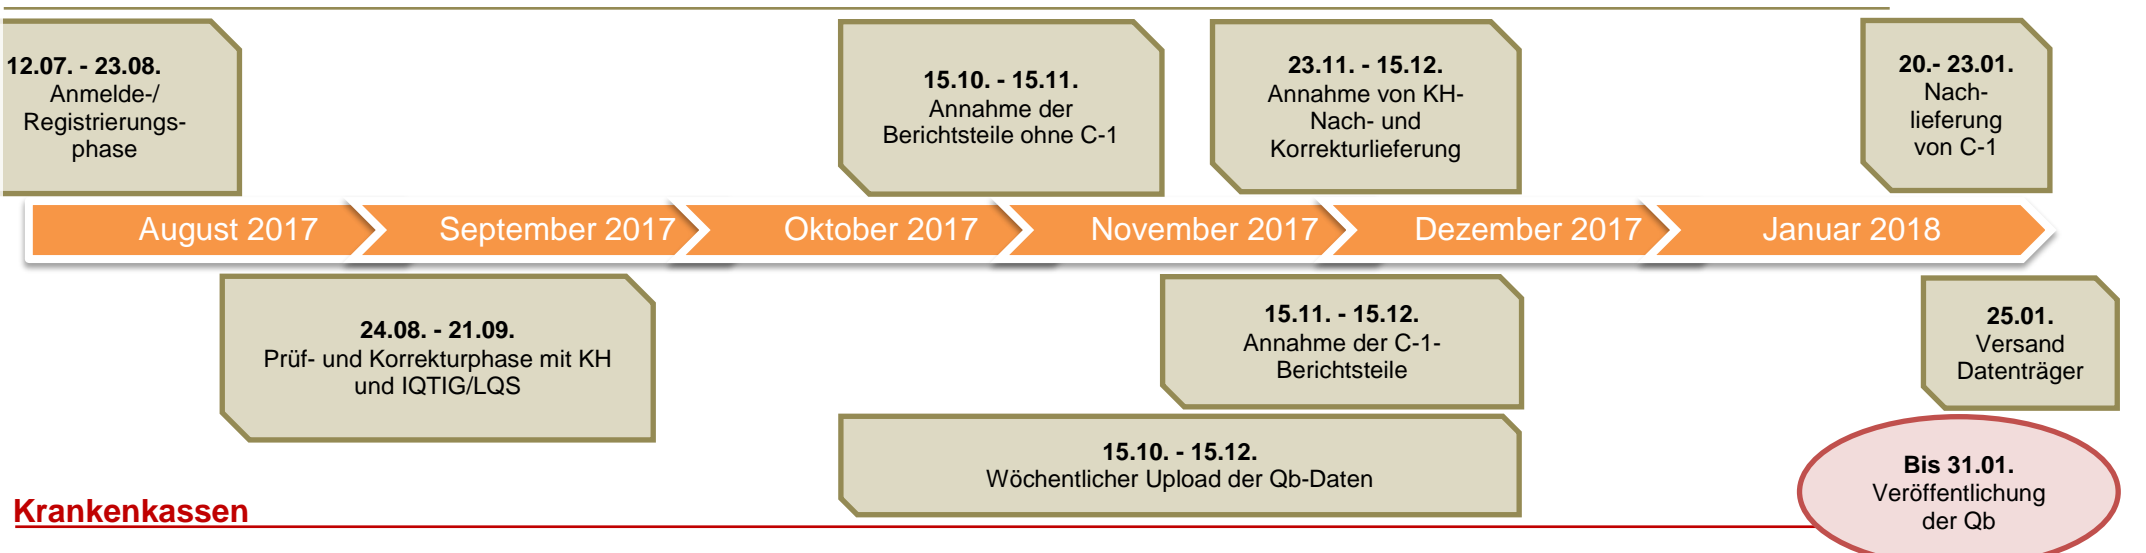 12.07. - 23.08.
Anmelde-/
Registrierungs-
phase
15.10. - 15.11.
Annahme der
Berichtsteile ohne C-1
23.11. - 15.12.
Annahme von KH-
Nach- und
Korrekturlieferung
20.- 23.01.
Nach-
lieferung
von C-1
August 2017
September 2017
Oktober 2017
November 2017
Dezember 2017
Januar 2018
24.08. - 21.09.
Prüf- und Korrekturphase mit KH
und IQTIG/LQS
15.11. - 15.12.
Annahme der C-1-
Berichtsteile
25.01.
Versand
Datenträger
15.10. - 15.12.
Wöchentlicher Upload der Qb-Daten
Bis 31.01.
Veröffentlichung
der Qb
Krankenkassen